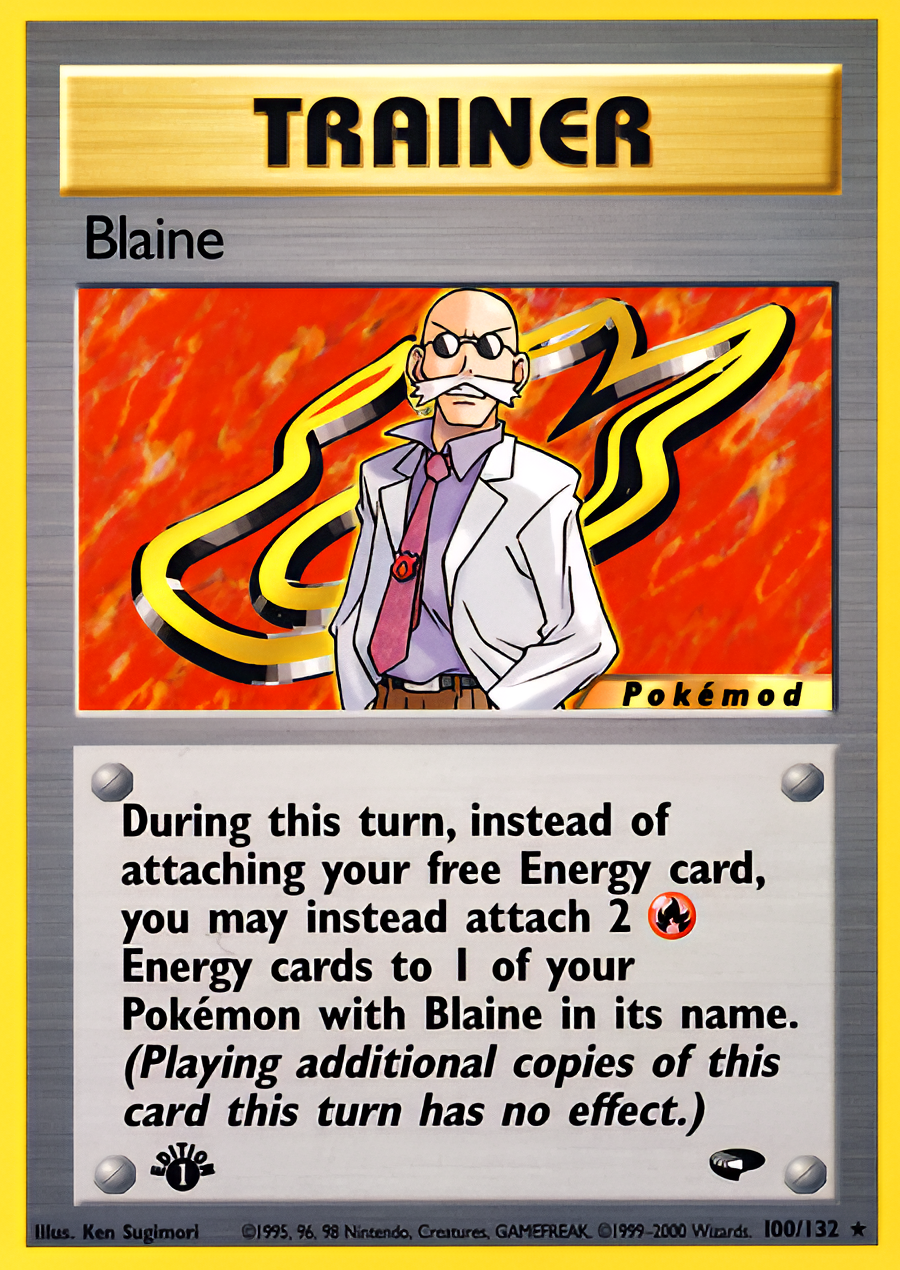 TRAINER
Blaine
Pokémod
During this turn, instead of
attaching your free Energy card,
you may instead attach 2
Energy cards to 1 of your
Pokémon with Blaine in its name.
(Playing additional copies of this
card this turn has no effect.)
EDITION
1
Illus. Ken Sugimori ©1995, 96, 98 Nintendo, Creatures, GAMEFREAK. ©1999–2000 Wizards. 100/132 ★